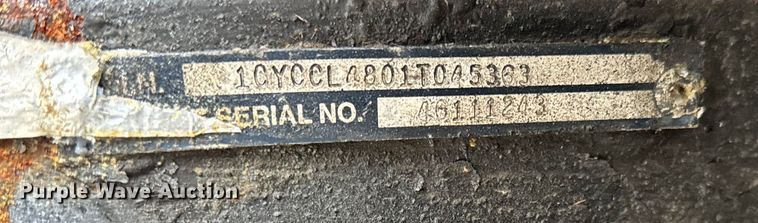 1CYCCL4801T045363
SERIAL NO. 46111243
Purple Wave Auction